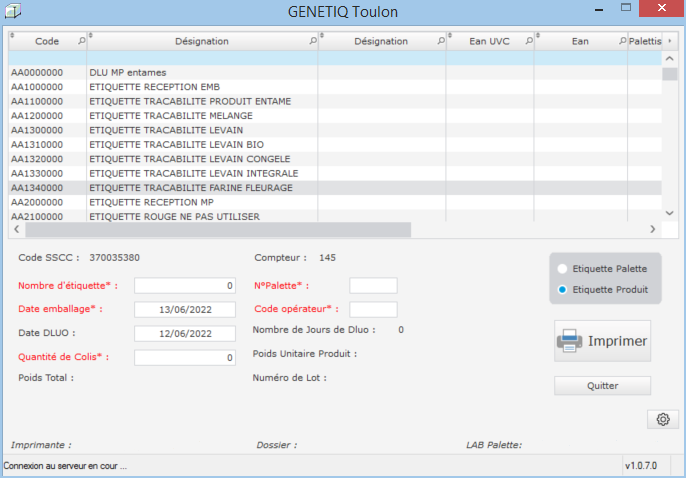 GENETIQ Toulon
Code Désignation Désignation Ean UVC Ean Palettis
AA0000000 DLU MP entames
AA1000000 ETIQUETTE RECEPTION EMB
AA1100000 ETIQUETTE TRACABILITE PRODUIT ENTAME
AA1200000 ETIQUETTE TRACABILITE MELANGE
AA1300000 ETIQUETTE TRACABILITE LEVAIN
AA1310000 ETIQUETTE TRACABILITE LEVAIN BIO
AA1320000 ETIQUETTE TRACABILITE LEVAIN CONGELE
AA1330000 ETIQUETTE TRACABILITE LEVAIN INTEGRALE
AA1340000 ETIQUETTE TRACABILITE FARINE FLEURAGE
AA2000000 ETIQUETTE RECEPTION MP
AA2100000 ETIQUETTE ROUGE NE PAS UTILISER
Code SSCC : 370035380 Compteur : 145
Etiquette Palette
Nombre d'étiquette* : 0 N°Palette* :
Etiquette Produit
Date emballage* : 13/06/2022 Code opérateur* :
Date DLUO : 12/06/2022 Nombre de Jours de Dluo : 0
Imprimer
Quantité de Colis* : 0 Poids Unitaire Produit :
Poids Total : Numéro de Lot :
Quitter
Imprimante : Dossier : LAB Palette:
Connexion au serveur en cour ... v1.0.7.0